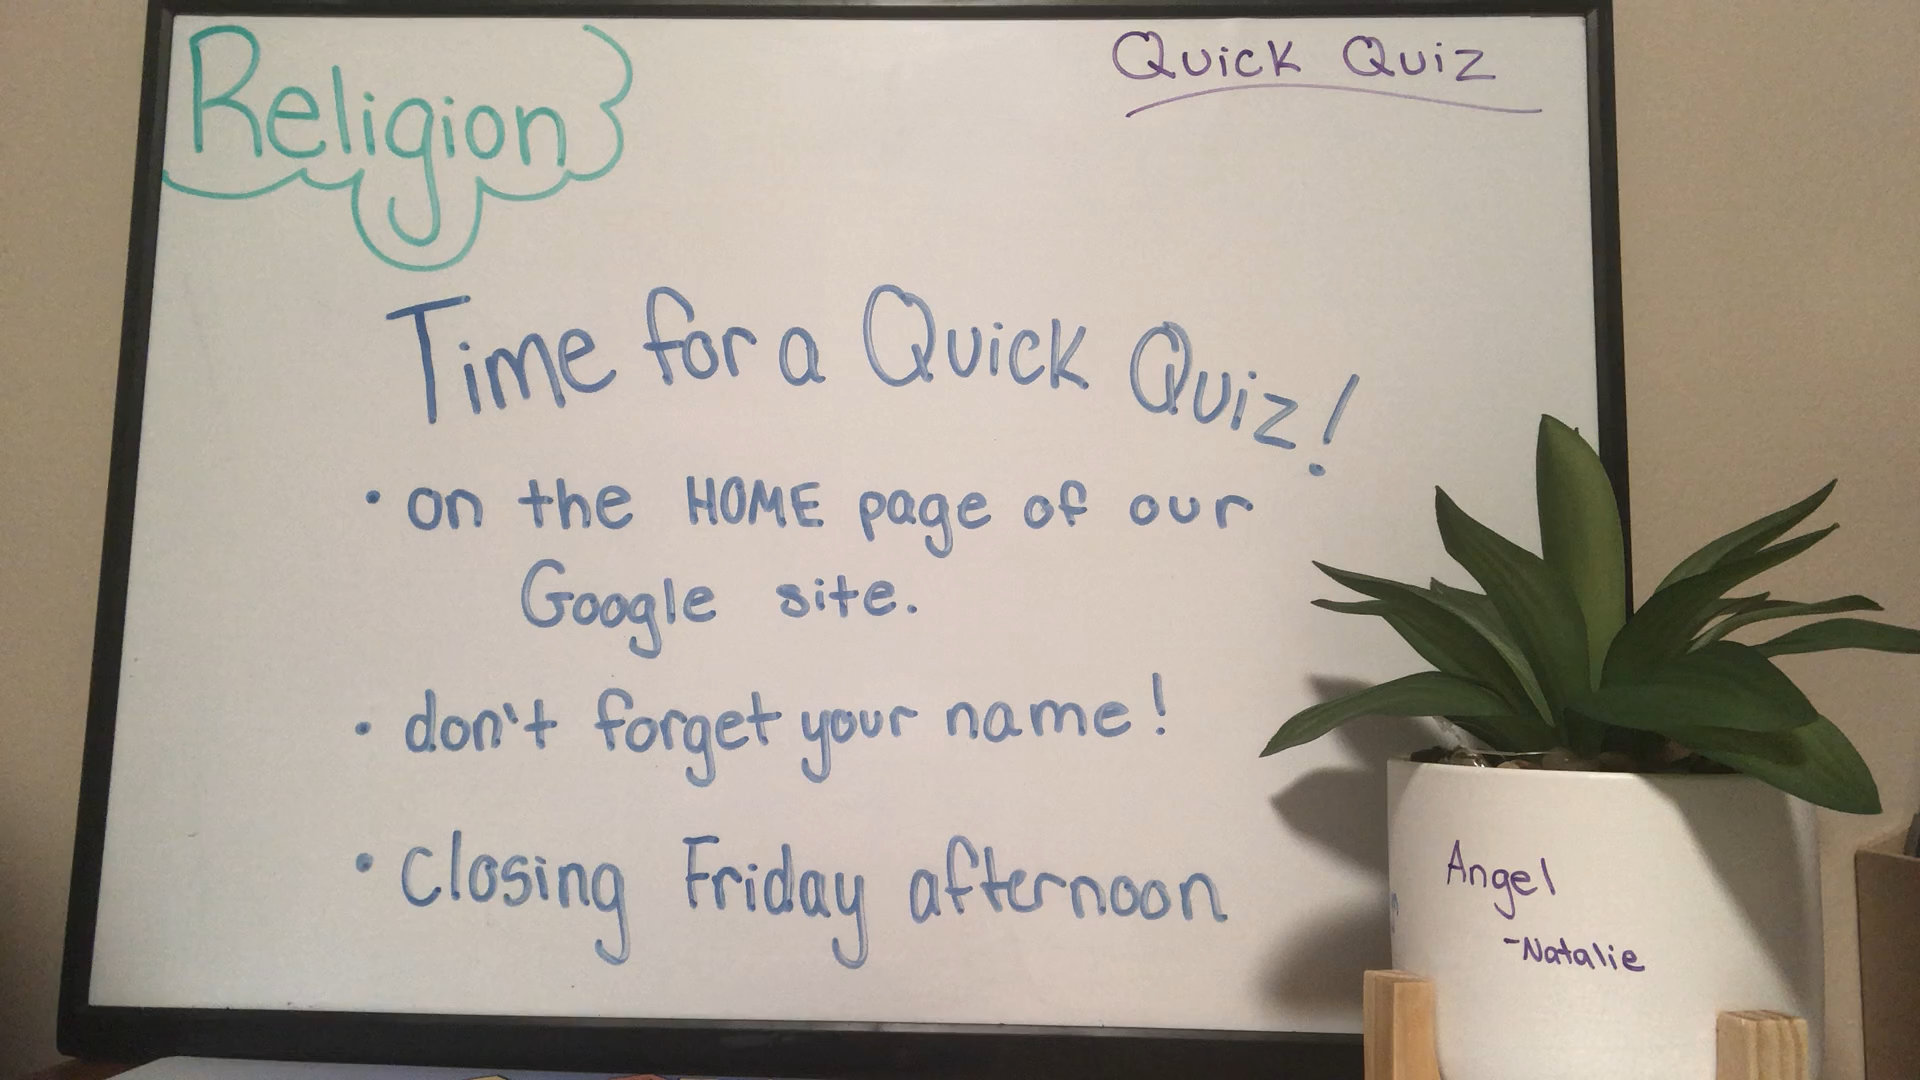 Religion
Quick Quiz
Time for a Quick Quiz!
• on the HOME page of our
Google site.
• don't forget your name!
• closing Friday afternoon
Angel
-Natalie